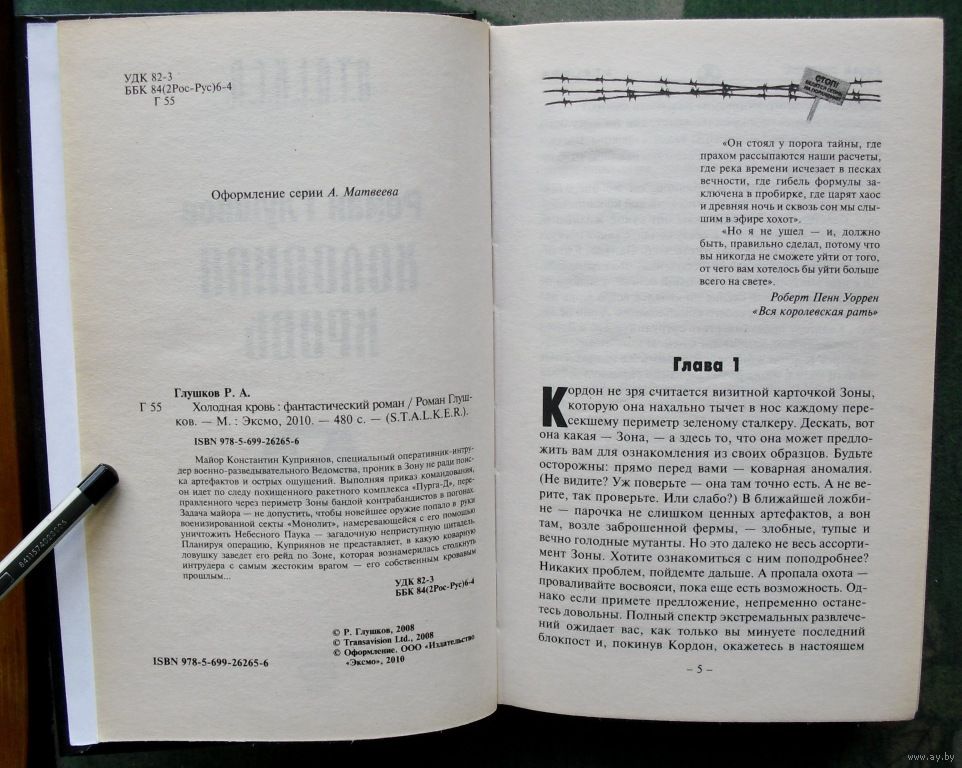 УДК 82-3
ББК 84(2Рос-Рус)6-4
Г 55
Оформление серии А. Матвеева
Глушков Р. А.
Г 55 Холодная кровь : фантастический роман / Роман Глуш-
ков. — М. : Эксмо, 2010. — 480 с. — (S.T.A.L.K.E.R.).
ISBN 978-5-699-26265-6
Майор Константин Куприянов, специальный оперативник-интру-
дер военно-разведывательного Ведомства, проник в Зону не ради поис-
ка артефактов и острых ощущений. Выполняя приказ командования,
он идет по следу похищенного ракетного комплекса «Пурга-Д», перепра-
вленного через периметр Зоны бандой контрабандистов в погонах.
Задача майора — не допустить, чтобы новейшее оружие попало в руки
военизированной секты «Монолит», намеревающейся с его помощью
уничтожить Небесного Паука — загадочную неприступную цитадель.
Планируя операцию, Куприянов не представляет, в какую коварную
ловушку заведет его рейд по Зоне, которая вознамерилась столкнуть
интрудера с самым жестоким врагом — его собственным кровавым
прошлым...
УДК 82-3
ББК 84(2Рос-Рус)6-4
© Р. Глушков, 2008
© Transavision Ltd., 2008
© Оформление. ООО «Издательство
«Эксмо», 2010
ISBN 978-5-699-26265-6
СТОП!
«Он стоял у порога тайны, где
прахом рассыпаются наши расчеты,
где река времени исчезает в песках
вечности, где гибель формулы за-
ключена в пробирке, где царят хаос
и древняя ночь и сквозь сон мы слы-
шим в эфире хохот».
«Но я не ушел — и, должно
быть, правильно сделал, потому что
вы никогда не сможете уйти от того,
от чего вам хотелось бы уйти больше
всего на свете».
Роберт Пенн Уоррен
«Вся королевская рать»
Глава 1
Кордон не зря считается визитной карточкой Зоны,
которую она нахально тычет в нос каждому пере-
секшему периметр зеленому сталкеру. Дескать, вот
она какая — Зона, — а здесь то, что она может предло-
жить вам для ознакомления из своих образцов. Будьте
осторожны: прямо перед вами — коварная аномалия.
(Не видите? Уж поверьте — она там точно есть. А не ве-
рите, так проверьте. Или слабо?) В ближайшей ложби-
не — парочка не слишком ценных артефактов, а вон
там, возле заброшенной фермы, — злобные, тупые и
вечно голодные мутанты. Но это далеко не весь ассорти-
мент Зоны. Хотите ознакомиться с ним поподробнее?
Никаких проблем, пойдемте дальше. А пропала охота —
проваливайте восвояси, пока еще есть возможность. Од-
нако если примете предложение, непременно остане-
тесь довольны. Полный спектр экстремальных развлече-
ний ожидает вас, как только вы минуете последний
блокпост и, покинув Кордон, окажетесь в настоящем
– 5 –
www.ay.by